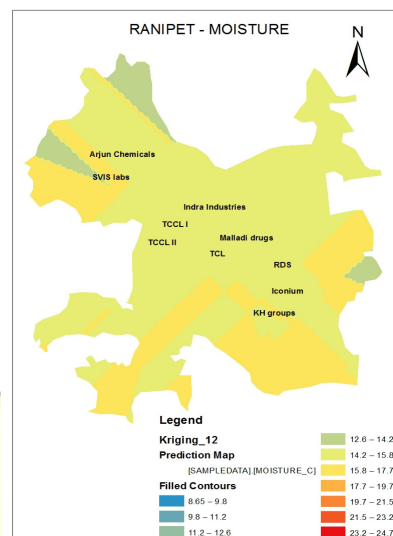 RANIPET - MOISTURE
N
Arjun Chemicals
SVIS labs
Indra Industries
TCCL I
Malladi drugs
TCCL II
TCL
RDS
Iconium
KH groups
Legend
Kriging_12
Prediction Map
[SAMPLEDATA].[MOISTURE_C]
Filled Contours
8.65 – 9.8
9.8 – 11.2
11.2 – 12.6
12.6 – 14.2
14.2 – 15.8
15.8 – 17.7
17.7 – 19.7
19.7 – 21.5
21.5 – 23.2
23.2 – 24.7